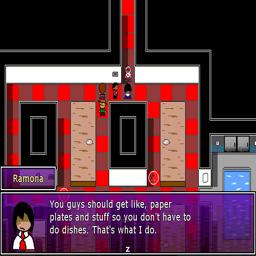 Ramona
You guys should get like, paper
plates and stuff so you don't have to
do dishes. That's what I do.
z